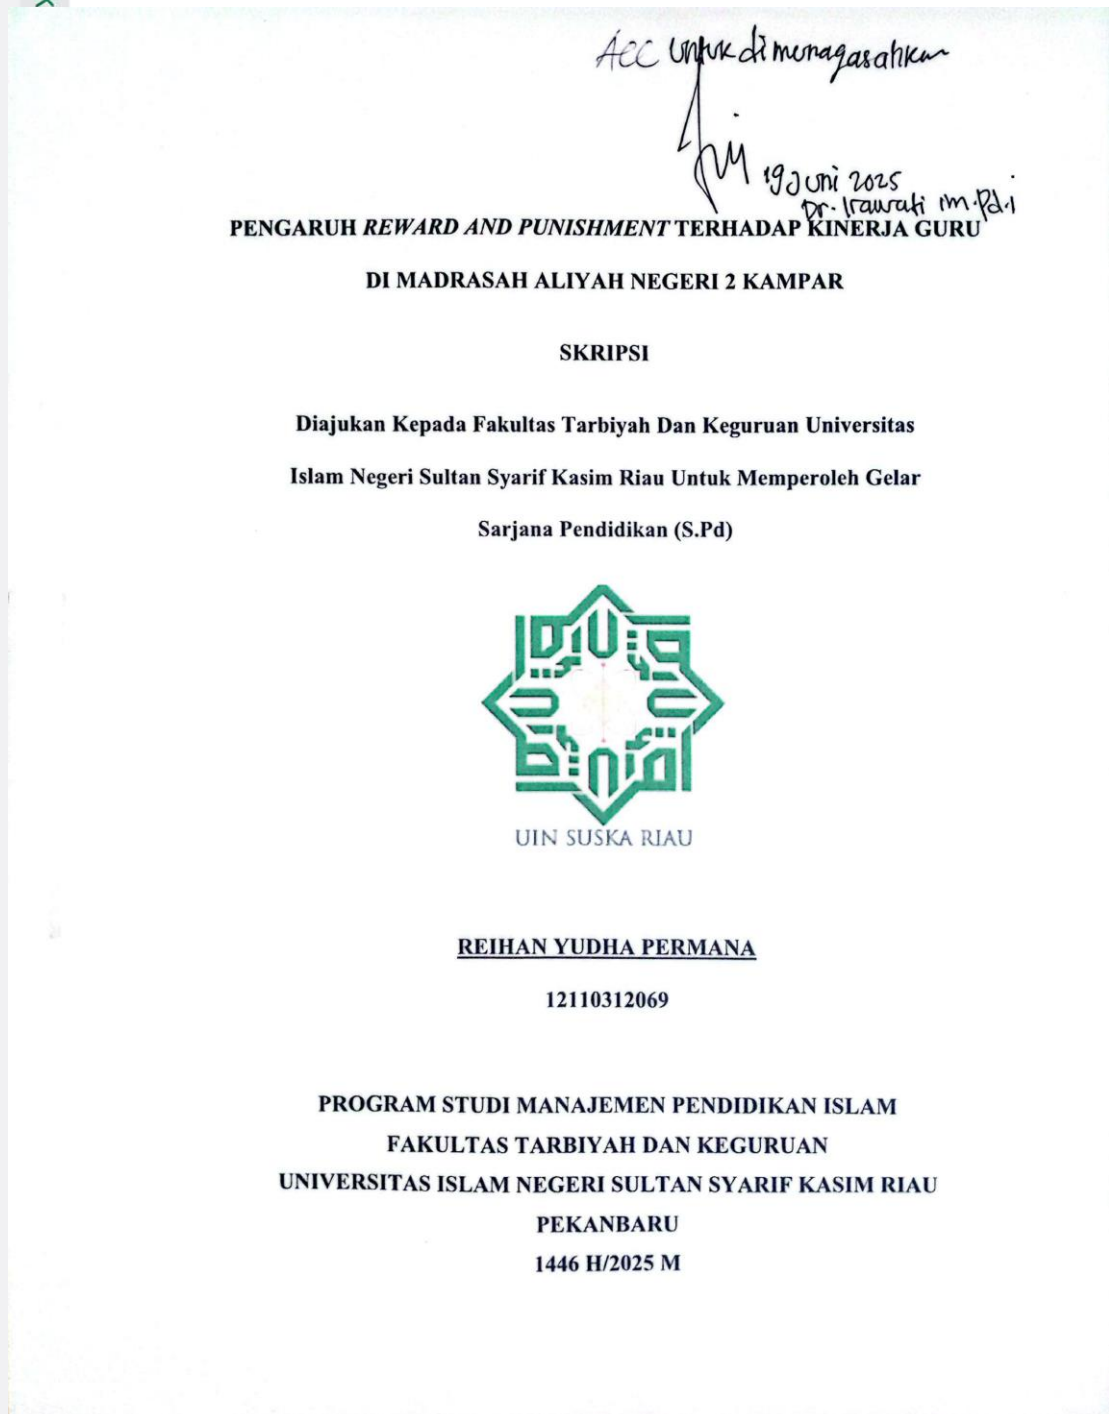 Acc untuk dimunaqasahkan
19 Juni 2025
Dr. Irawati M.Pd.I
PENGARUH REWARD AND PUNISHMENT TERHADAP KINERJA GURU
DI MADRASAH ALIYAH NEGERI 2 KAMPAR
SKRIPSI
Diajukan Kepada Fakultas Tarbiyah Dan Keguruan Universitas
Islam Negeri Sultan Syarif Kasim Riau Untuk Memperoleh Gelar
Sarjana Pendidikan (S.Pd)
UIN SUSKA RIAU
REIHAN YUDHA PERMANA
12110312069
PROGRAM STUDI MANAJEMEN PENDIDIKAN ISLAM
FAKULTAS TARBIYAH DAN KEGURUAN
UNIVERSITAS ISLAM NEGERI SULTAN SYARIF KASIM RIAU
PEKANBARU
1446 H/2025 M